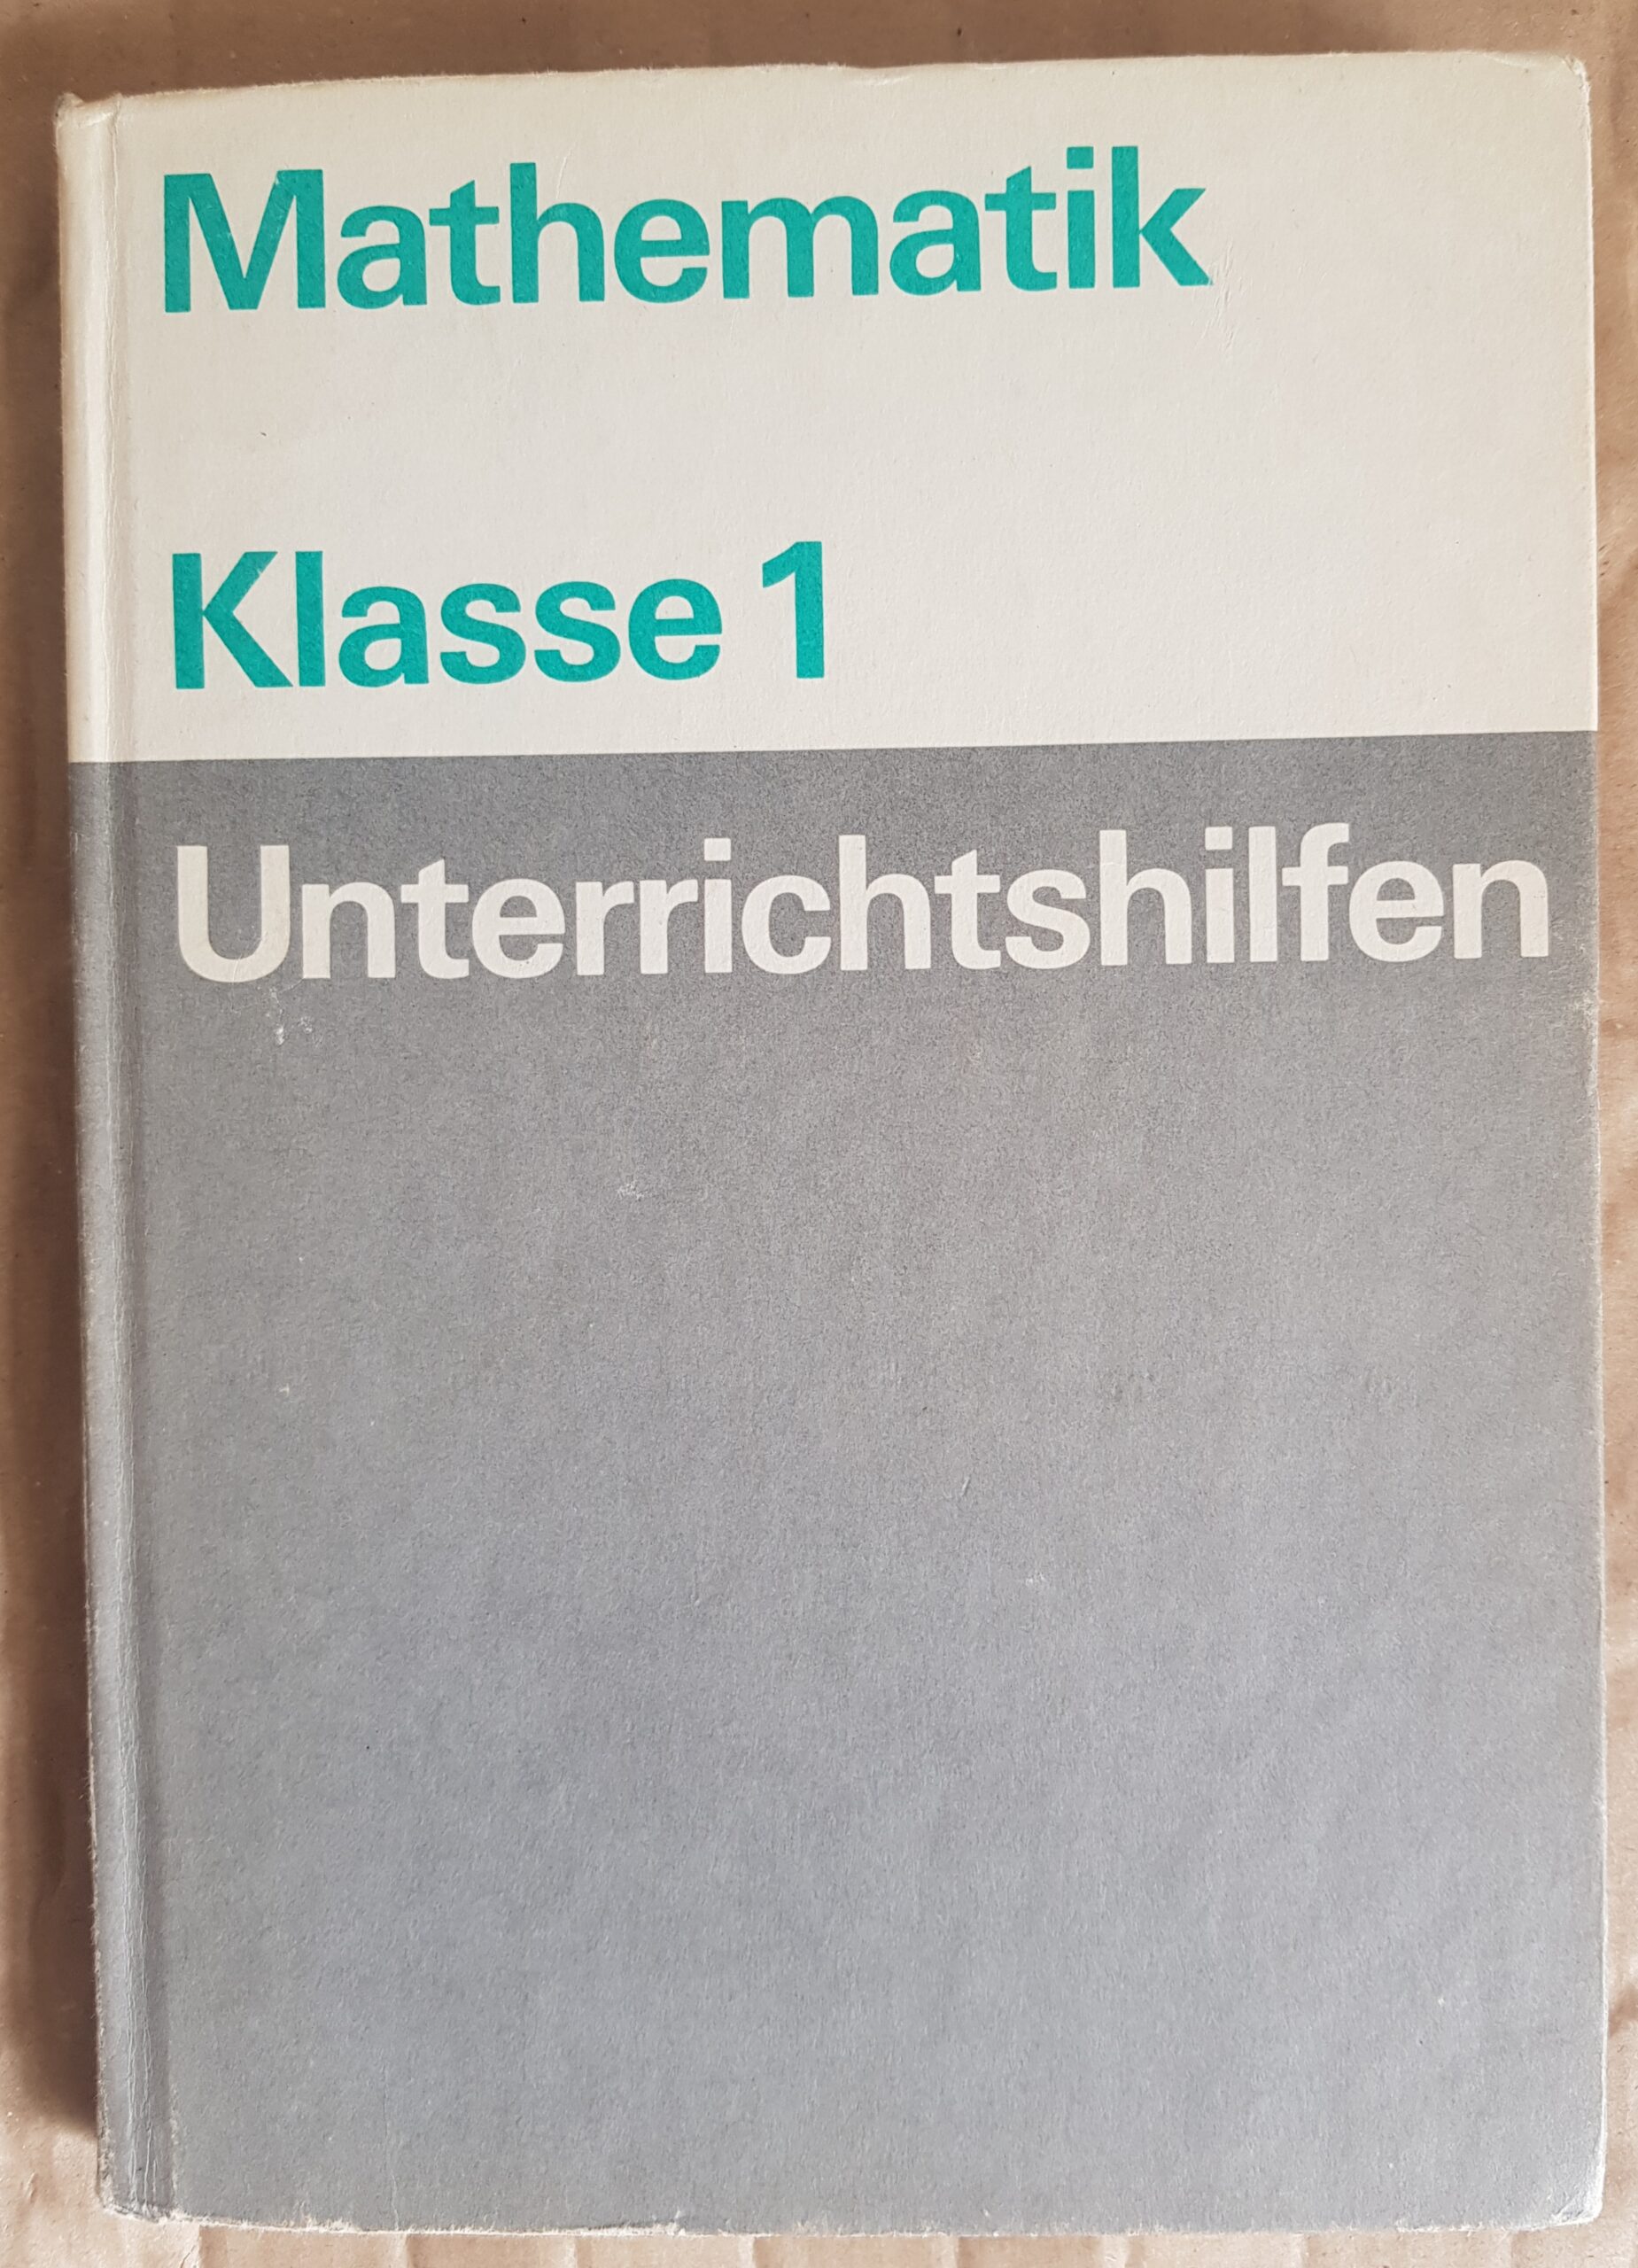 Mathematik
Klasse 1
Unterrichtshilfen